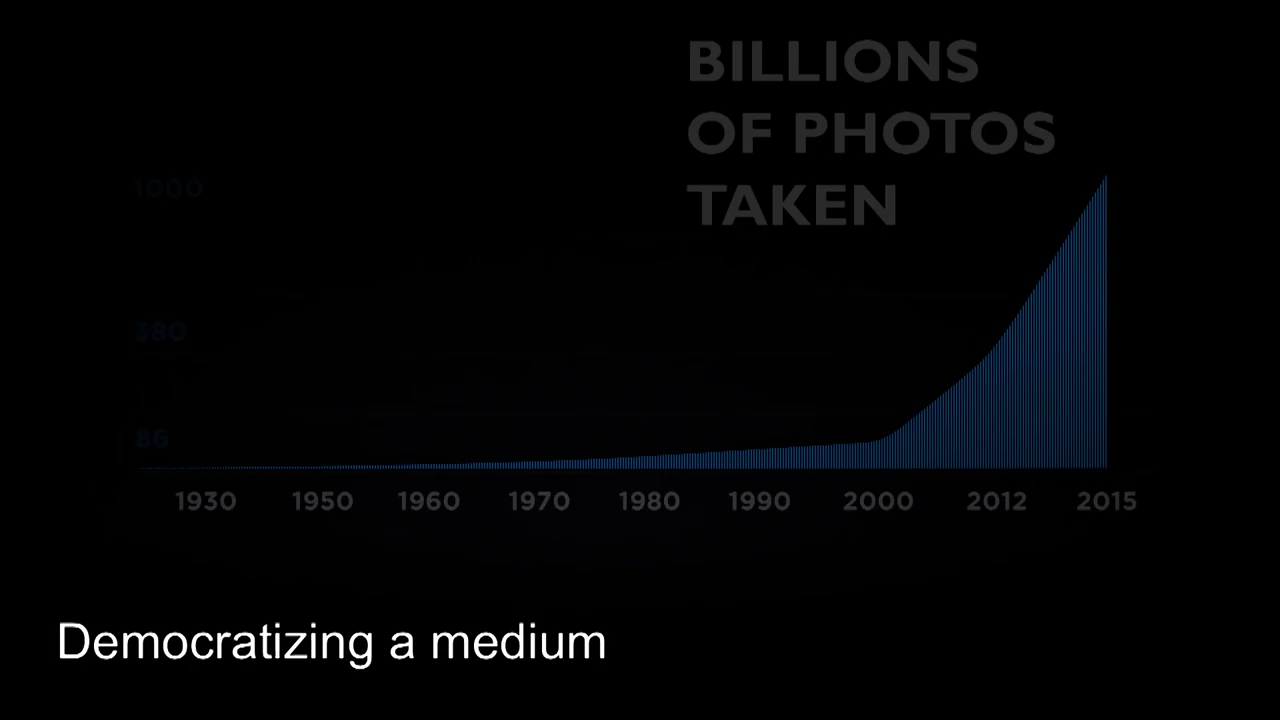 BILLIONS
OF PHOTOS
TAKEN
1000
380
86
1930 1950 1960 1970 1980 1990 2000 2012 2015
Democratizing a medium